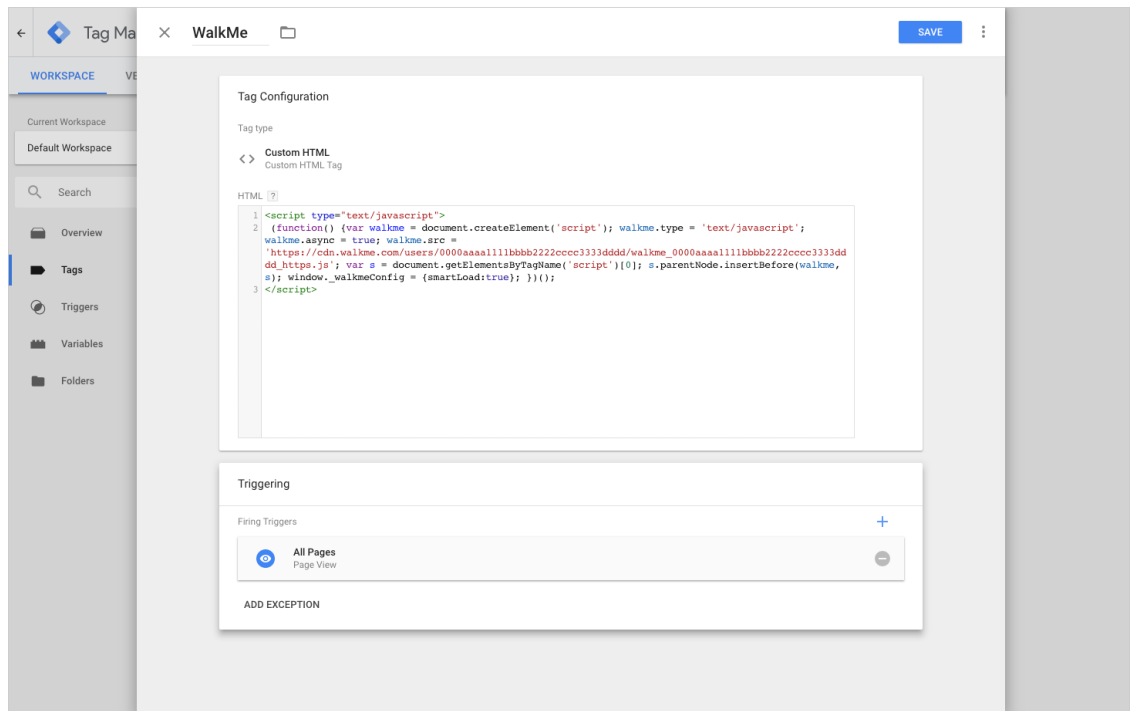 Tag Ma
WORKSPACE VE
Current Workspace
Default Workspace
Search
Overview
Tags
Triggers
Variables
Folders
WalkMe
SAVE
Tag Configuration
Tag type
Custom HTML
Custom HTML Tag
HTML ?
1 <script type="text/javascript">
2 (function() {var walkme = document.createElement('script'); walkme.type = 'text/javascript';
walkme.async = true; walkme.src =
'https://cdn.walkme.com/users/0000aaaa1111bbbb2222cccc3333dddd/walkme_0000aaaa1111bbbb2222cccc3333dd
dd_https.js'; var s = document.getElementsByTagName('script')[0]; s.parentNode.insertBefore(walkme,
s); window._walkmeConfig = {smartLoad:true}; })();
3 </script>
Triggering
Firing Triggers
All Pages
Page View
ADD EXCEPTION